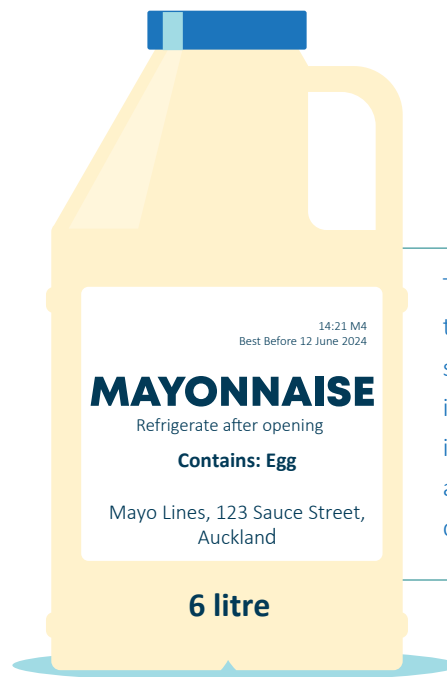 14:21 M4
Best Before 12 June 2024
MAYONNAISE
Refrigerate after opening
Contains: Egg
Mayo Lines, 123 Sauce Street,
Auckland
6 litre